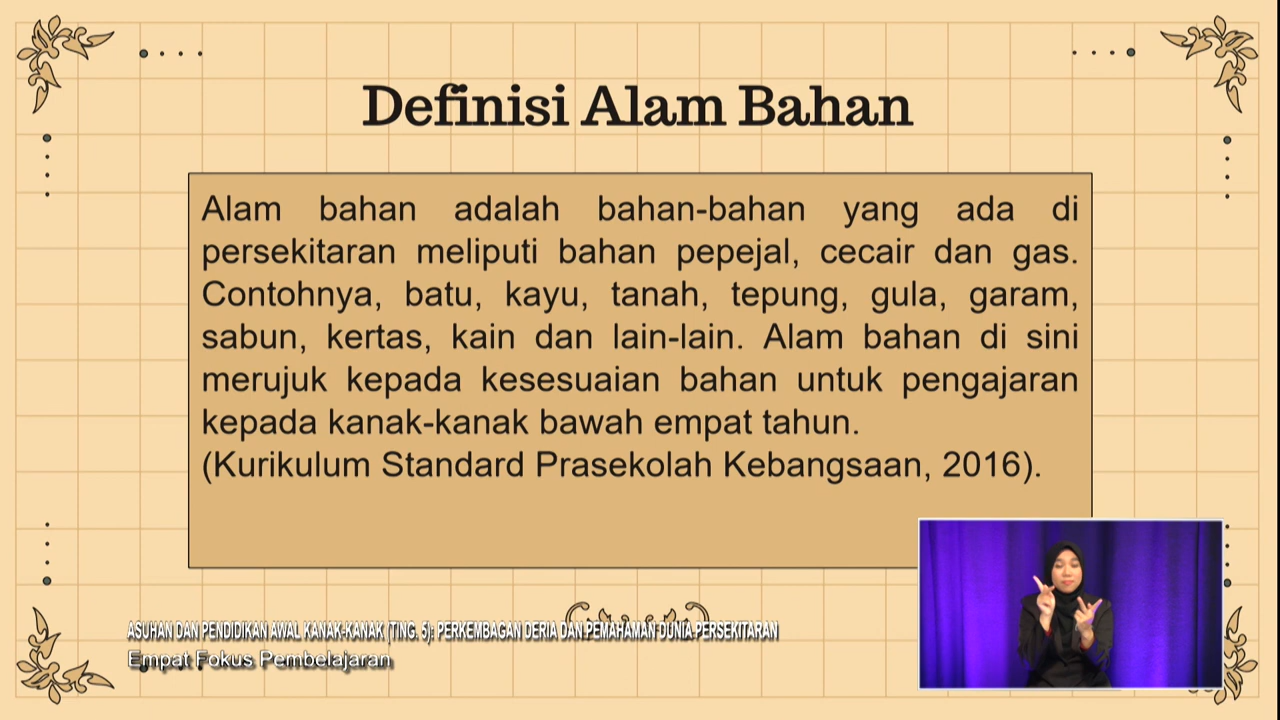 Definisi Alam Bahan
Alam bahan adalah bahan-bahan yang ada di
persekitaran meliputi bahan pepejal, cecair dan gas.
Contohnya, batu, kayu, tanah, tepung, gula, garam,
sabun, kertas, kain dan lain-lain. Alam bahan di sini
merujuk kepada kesesuaian bahan untuk pengajaran
kepada kanak-kanak bawah empat tahun.
(Kurikulum Standard Prasekolah Kebangsaan, 2016).
ASUHAN DAN PENDIDIKAN AWAL KANAK-KANAK (TING. 5): PERKEMBAGAN DERIA DAN PEMAHAMAN DUNIA PERSEKITARAN
Empat Fokus Pembelajaran